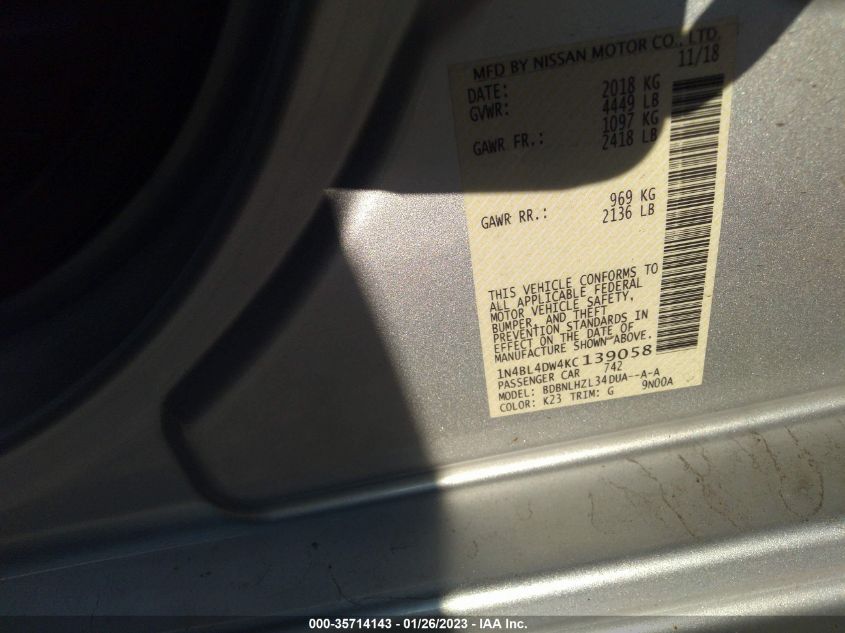 MFD BY NISSAN MOTOR CO., LTD.
DATE: 11/18
GVWR: 2018 KG
4449 LB
GAWR FR.: 1097 KG
2418 LB
GAWR RR.: 969 KG
2136 LB
THIS VEHICLE CONFORMS TO
ALL APPLICABLE FEDERAL
MOTOR VEHICLE SAFETY,
BUMPER, AND THEFT
PREVENTION STANDARDS IN
EFFECT ON THE DATE OF
MANUFACTURE SHOWN ABOVE.
1N4BL4DW4KC139058
PASSENGER CAR 742
MODEL: BDBNLHZL34DUA--A-A
COLOR: K23 TRIM: G 9N00A
000-35714143 - 01/26/2023 - IAA Inc.